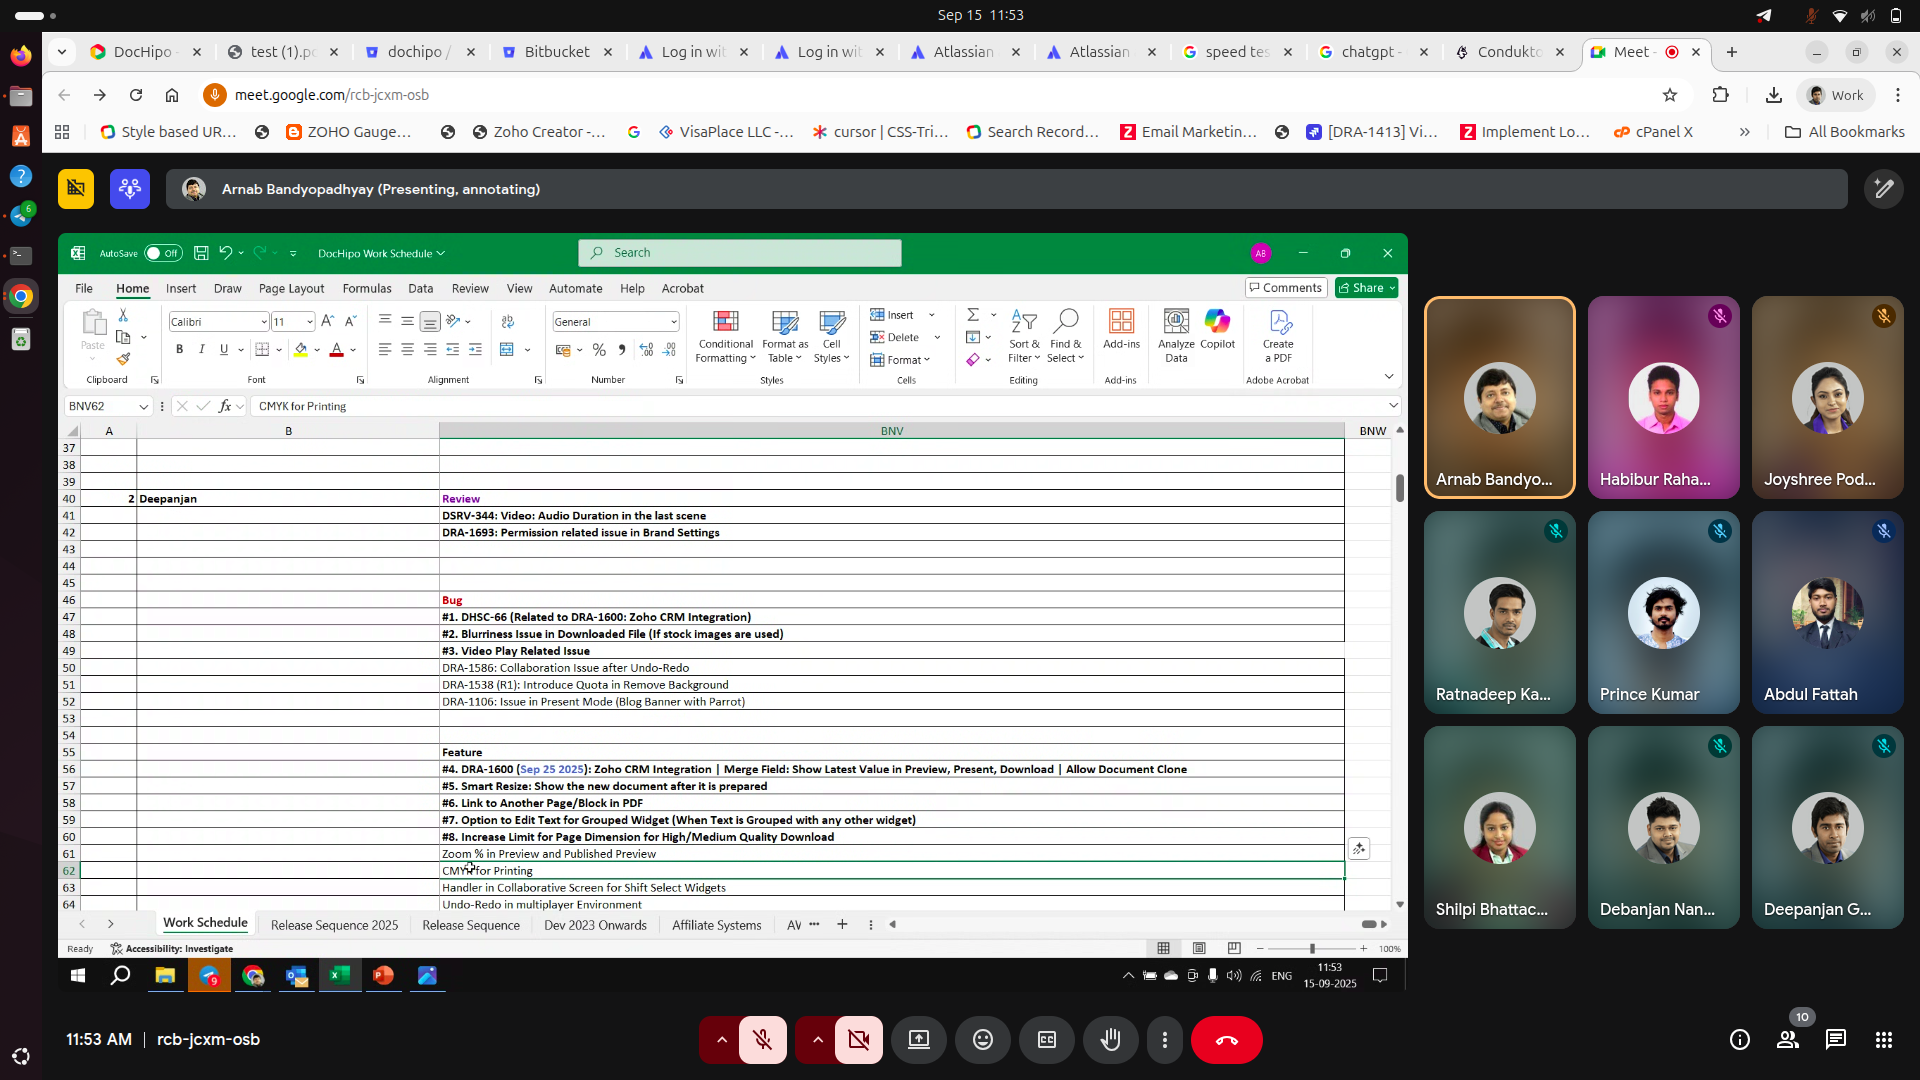 Sep 15 11:53
DocHipo -
test (1).pd
dochipo /
Bitbucket
Log in wit
Log in wit
Atlassian
Atlassian
speed tes
chatgpt -
Condukto
Meet -
meet.google.com/rcb-jcxm-osb
Work
Style based UR...
ZOHO Gauge...
Zoho Creator -...
VisaPlace LLC -...
cursor | CSS-Tri...
Search Record...
Email Marketin...
[DRA-1413] Vi...
Implement Lo...
cPanel X
All Bookmarks
Arnab Bandyopadhyay (Presenting, annotating)
6
AutoSave Off
DocHipo Work Schedule
Search
AB
File Home Insert Draw Page Layout Formulas Data Review View Automate Help Acrobat
Comments
Share
Paste
Calibri
11
General
Conditional Formatting
Format as Table
Cell Styles
Insert
Delete
Format
Sort & Filter
Find & Select
Add-ins
Analyze Data
Copilot
Create a PDF
B I U
Clipboard Font Alignment Number Styles Cells Editing Add-ins Adobe Acrobat
BNV62
fx
CMYK for Printing
A B BNV BNW
37
38
39
40 2 Deepanjan Review
41 DSRV-344: Video: Audio Duration in the last scene
42 DRA-1693: Permission related issue in Brand Settings
43
44
45
46 Bug
47 #1. DHSC-66 (Related to DRA-1600: Zoho CRM Integration)
48 #2. Blurriness Issue in Downloaded File (If stock images are used)
49 #3. Video Play Related Issue
50 DRA-1586: Collaboration Issue after Undo-Redo
51 DRA-1538 (R1): Introduce Quota in Remove Background
52 DRA-1106: Issue in Present Mode (Blog Banner with Parrot)
53
54
55 Feature
56 #4. DRA-1600 (Sep 25 2025): Zoho CRM Integration | Merge Field: Show Latest Value in Preview, Present, Download | Allow Document Clone
57 #5. Smart Resize: Show the new document after it is prepared
58 #6. Link to Another Page/Block in PDF
59 #7. Option to Edit Text for Grouped Widget (When Text is Grouped with any other widget)
60 #8. Increase Limit for Page Dimension for High/Medium Quality Download
61 Zoom % in Preview and Published Preview
62 CMYK for Printing
63 Handler in Collaborative Screen for Shift Select Widgets
64 Undo-Redo in multiplayer Environment
Work Schedule
Release Sequence 2025
Release Sequence
Dev 2023 Onwards
Affiliate Systems
AV ...
Ready
Accessibility: Investigate
100%
9
ENG
11:53
15-09-2025
Arnab Bandyo...
Habibur Raha...
Joyshree Pod...
Ratnadeep Ka...
Prince Kumar
Abdul Fattah
Shilpi Bhattac...
Debanjan Nan...
Deepanjan G...
11:53 AM | rcb-jcxm-osb
10